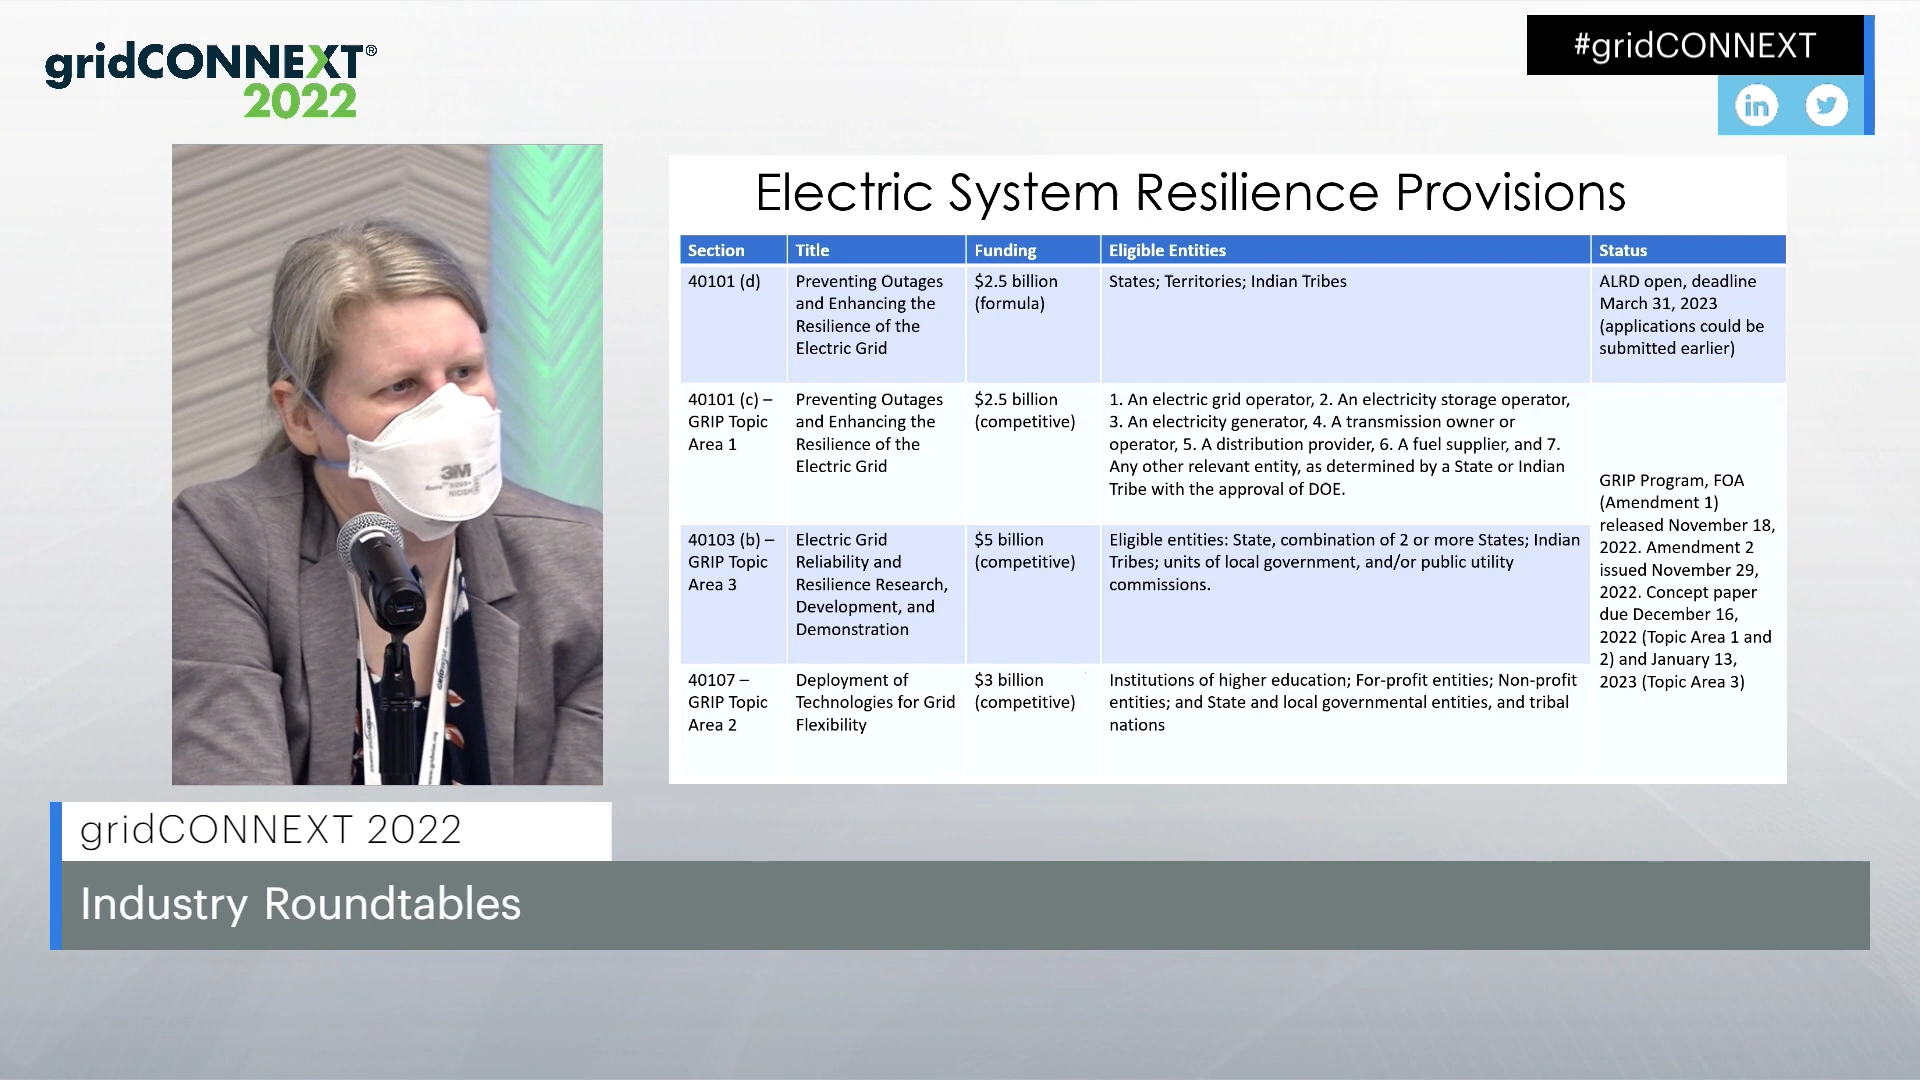 gridCONNEXT®
2022
#gridCONNEXT
in
3M
gridCONNEXT 2022
Industry Roundtables
Electric System Resilience Provisions
Section Title Funding Eligible Entities Status
40101 (d)
Preventing Outages
and Enhancing the
Resilience of the
Electric Grid
$2.5 billion
(formula)
States; Territories; Indian Tribes
ALRD open, deadline
March 31, 2023
(applications could be
submitted earlier)
40101 (c) –
GRIP Topic
Area 1
Preventing Outages
and Enhancing the
Resilience of the
Electric Grid
$2.5 billion
(competitive)
1. An electric grid operator, 2. An electricity storage operator,
3. An electricity generator, 4. A transmission owner or
operator, 5. A distribution provider, 6. A fuel supplier, and 7.
Any other relevant entity, as determined by a State or Indian
Tribe with the approval of DOE.
GRIP Program, FOA
(Amendment 1)
released November 18,
2022. Amendment 2
issued November 29,
2022. Concept paper
due December 16,
2022 (Topic Area 1 and
2) and January 13,
2023 (Topic Area 3)
40103 (b) –
GRIP Topic
Area 3
Electric Grid
Reliability and
Resilience Research,
Development, and
Demonstration
$5 billion
(competitive)
Eligible entities: State, combination of 2 or more States; Indian
Tribes; units of local government, and/or public utility
commissions.
40107 –
GRIP Topic
Area 2
Deployment of
Technologies for Grid
Flexibility
$3 billion
(competitive)
Institutions of higher education; For-profit entities; Non-profit
entities; and State and local governmental entities, and tribal
nations